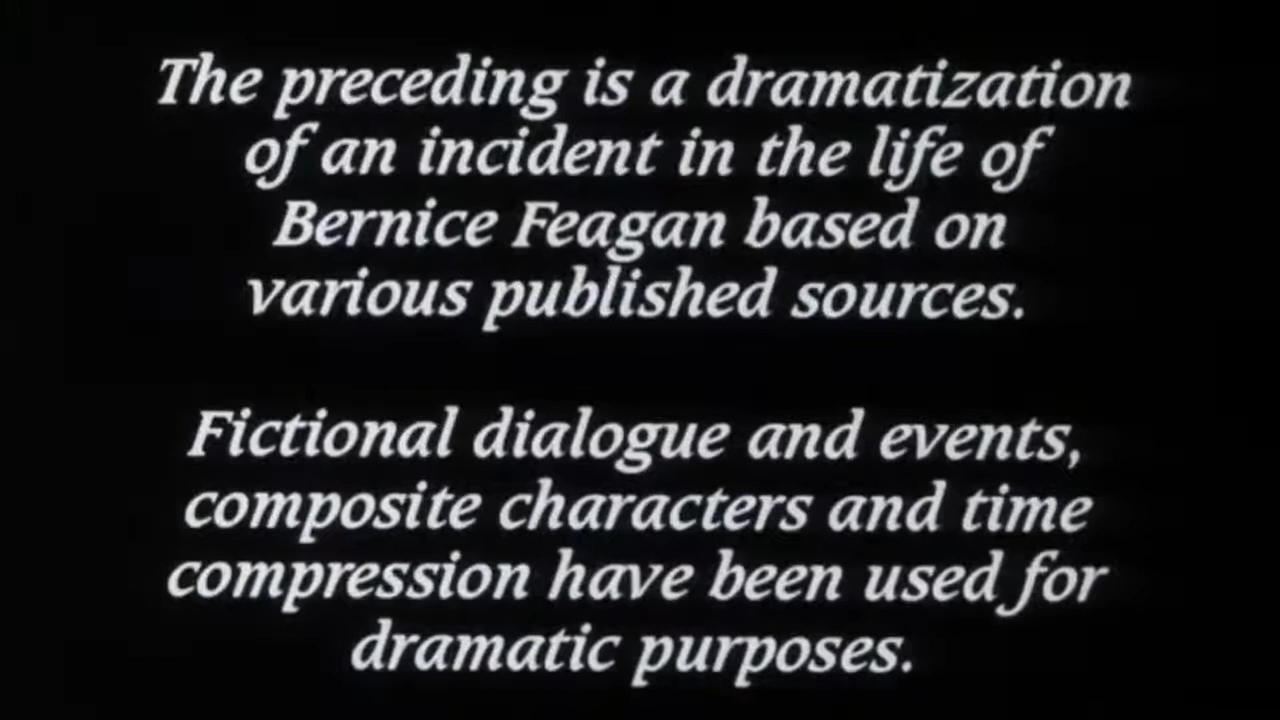 The preceding is a dramatization
of an incident in the life of
Bernice Feagan based on
various published sources.
Fictional dialogue and events,
composite characters and time
compression have been used for
dramatic purposes.